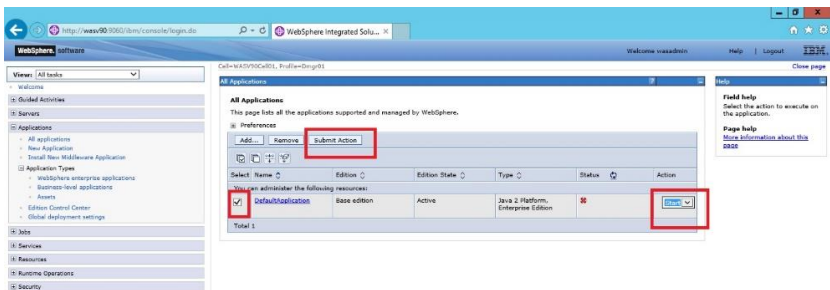 http://wasv90:9060/ibm/console/login.do
WebSphere Integrated Solu...
WebSphere. software
Welcome wasadmin
Help | Logout
IBM.
Cell=WASV90Cell01, Profile=Dmgr01
Close page
View: All tasks
Welcome
Guided Activities
Servers
Applications
All applications
New Application
Install New Middleware Application
Application Types
WebSphere enterprise applications
Business-level applications
Assets
Edition Control Center
Global deployment settings
Jobs
Services
Resources
Runtime Operations
Security
All Applications
?
All Applications
This page lists all the applications supported and managed by WebSphere.
Preferences
Add... Remove Submit Action
Select Name Edition Edition State Type Status Action
You can administer the following resources:
DefaultApplication Base edition Active Java 2 Platform, Start
Enterprise Edition
Total 1
Help
Field help
Select the action to execute on
the application.
Page help
More information about this
page